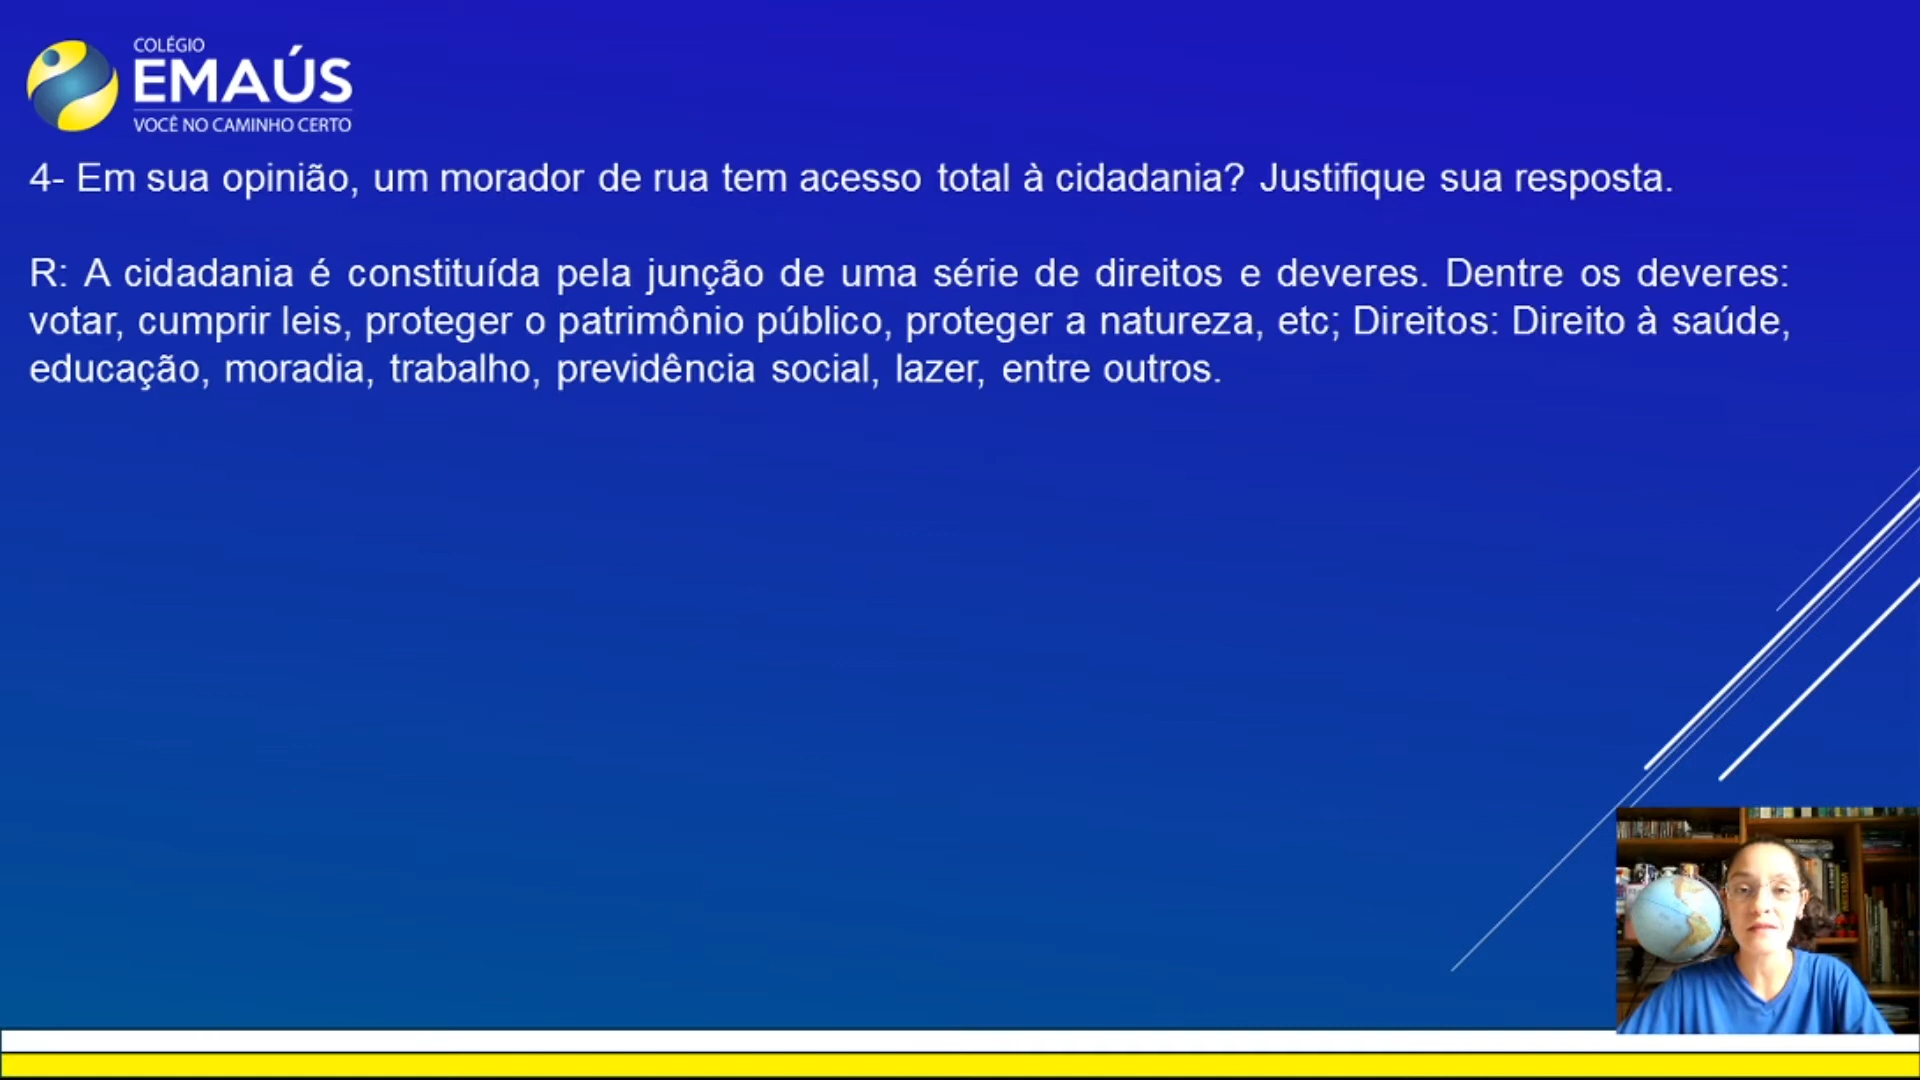 COLÉGIO
EMAÚS
VOCÊ NO CAMINHO CERTO
4- Em sua opinião, um morador de rua tem acesso total à cidadania? Justifique sua resposta.
R: A cidadania é constituída pela junção de uma série de direitos e deveres. Dentre os deveres:
votar, cumprir leis, proteger o patrimônio público, proteger a natureza, etc; Direitos: Direito à saúde,
educação, moradia, trabalho, previdência social, lazer, entre outros.